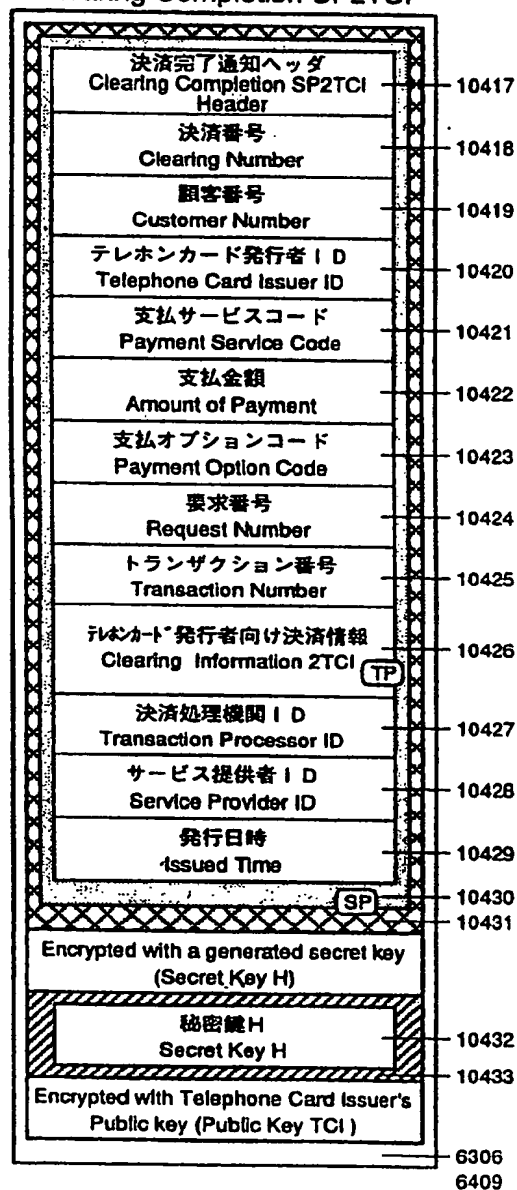 Completion SP2TCI
決済完了通知ヘッダ
Clearing Completion SP2TCI
Header
10417
決済番号
Clearing Number
10418
顧客番号
Customer Number
10419
テレホンカード発行者ID
Telephone Card Issuer ID
10420
支払サービスコード
Payment Service Code
10421
支払金額
Amount of Payment
10422
支払オプションコード
Payment Option Code
10423
要求番号
Request Number
10424
トランザクション番号
Transaction Number
10425
テレホンカード発行者向け決済情報
Clearing Information 2TCI
TP
10426
決済処理機関ID
Transaction Processor ID
10427
サービス提供者ID
Service Provider ID
10428
発行日時
Issued Time
10429
SP
10430
10431
Encrypted with a generated secret key
(Secret Key H)
秘密鍵H
Secret Key H
10432
10433
Encrypted with Telephone Card Issuer's
Public key (Public Key TCI)
6306
6409